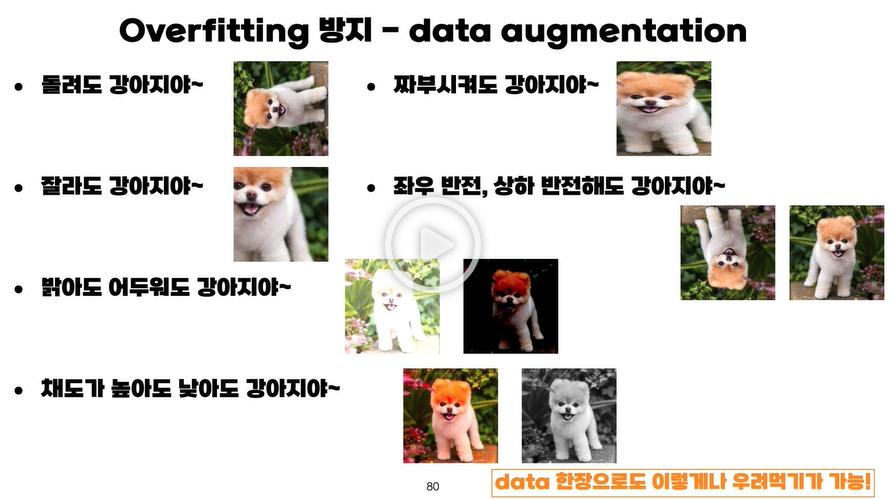 Overfitting 방지 - data augmentation
• 돌려도 강아지야~
• 짜부시켜도 강아지야~
• 잘라도 강아지야~
• 좌우 반전, 상하 반전해도 강아지야~
• 밝아도 어두워도 강아지야~
• 채도가 높아도 낮아도 강아지야~
80
data 한장으로도 이렇게나 우려먹기가 가능!